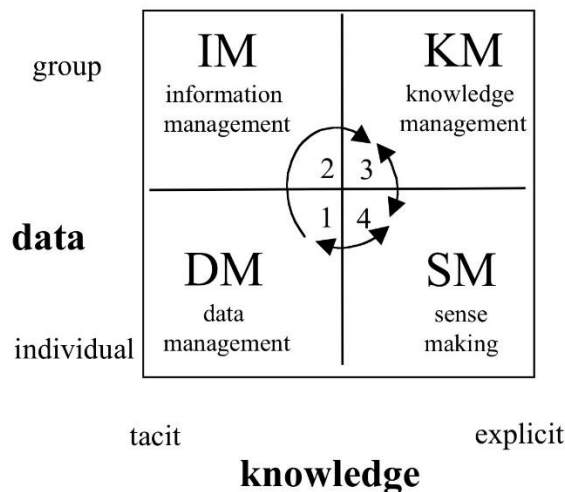 group
IM
information
management
KM
knowledge
management
2
3
data
1
4
DM
data
management
SM
sense
making
individual
tacit
explicit
knowledge